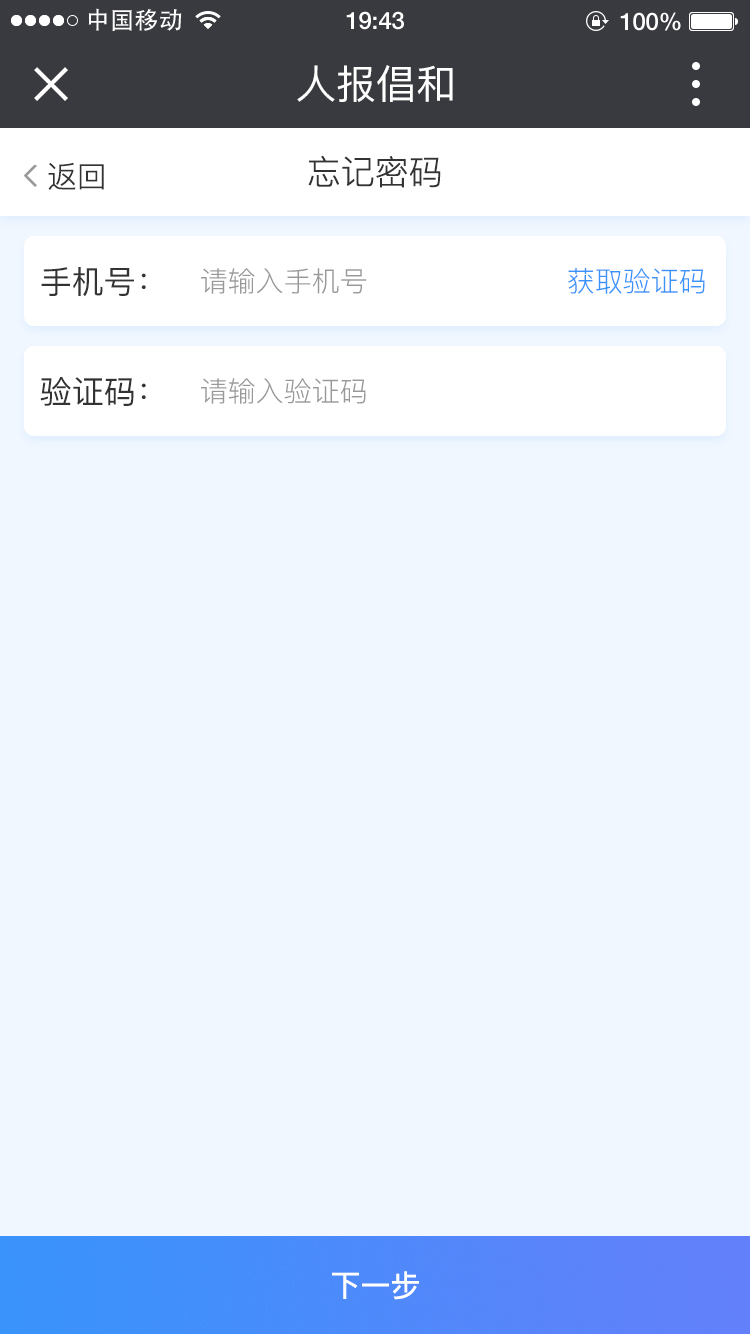 中国移动 19:43 100%
人报倡和
返回 忘记密码
手机号： 请输入手机号 获取验证码
验证码： 请输入验证码
下一步